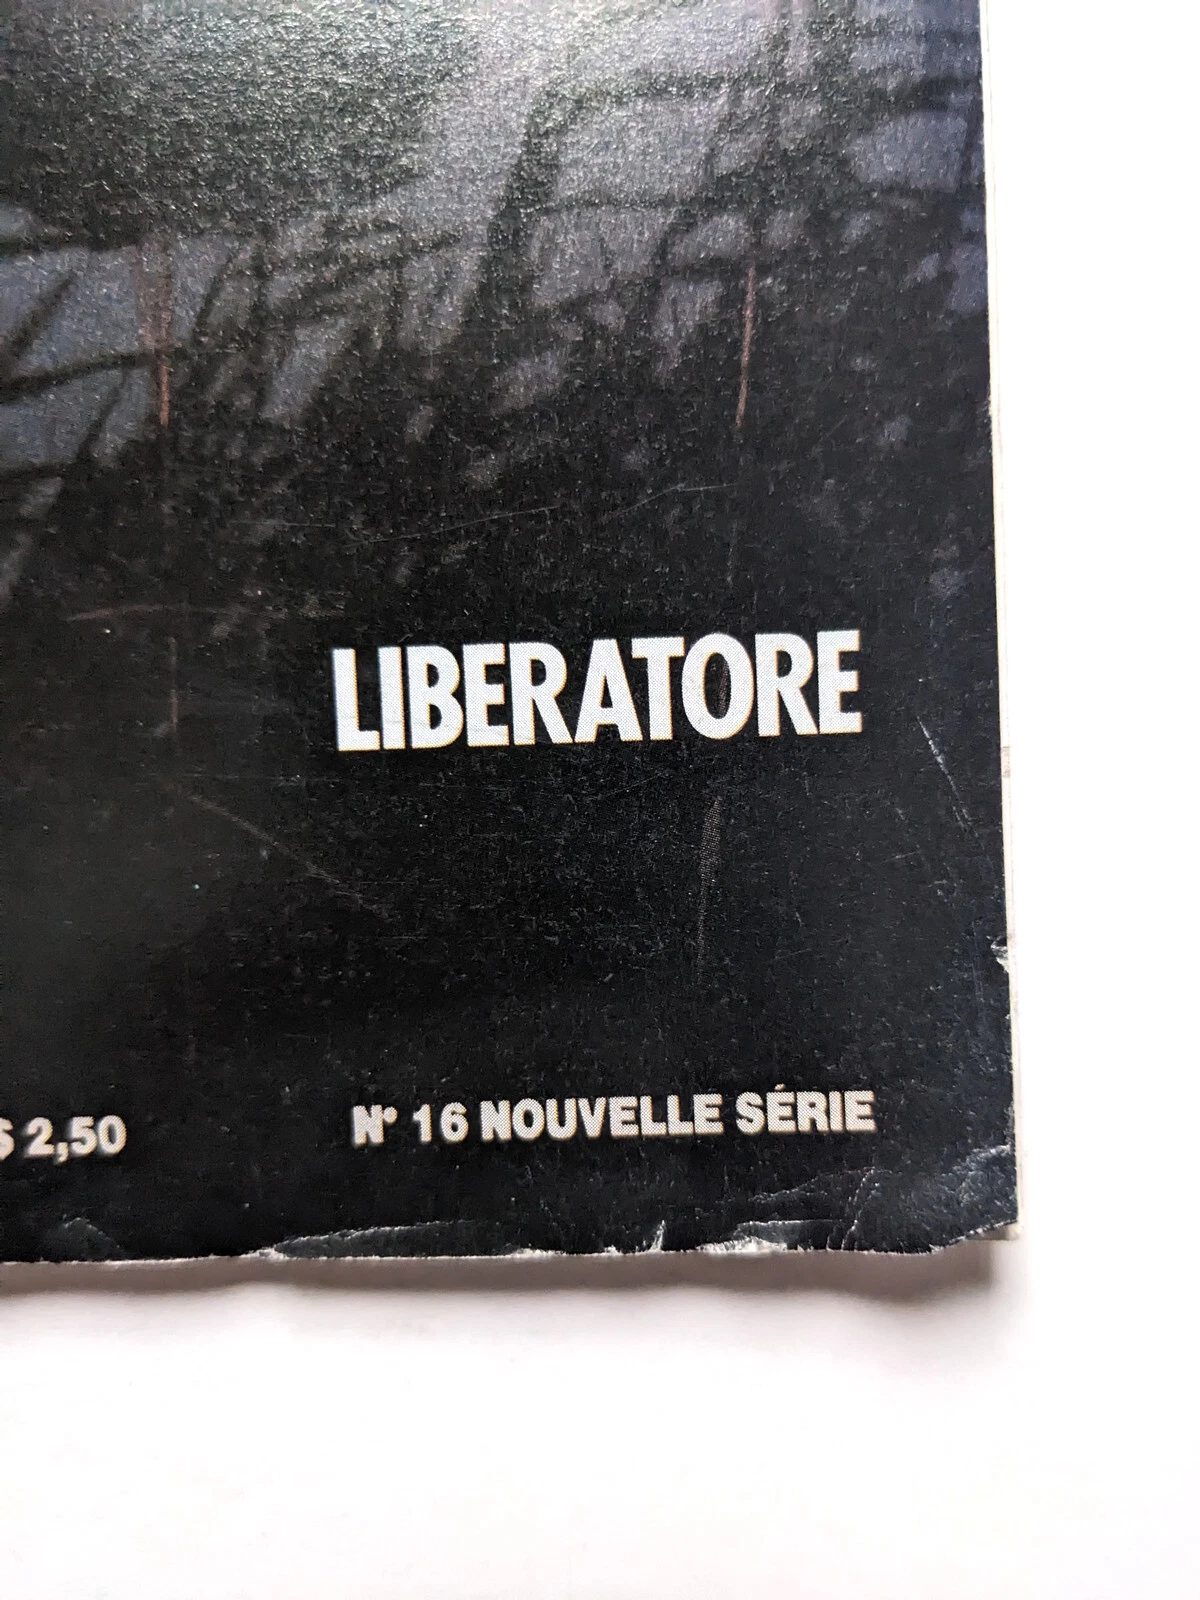 LIBERATORE
$ 2,50
N° 16 NOUVELLE SÉRIE